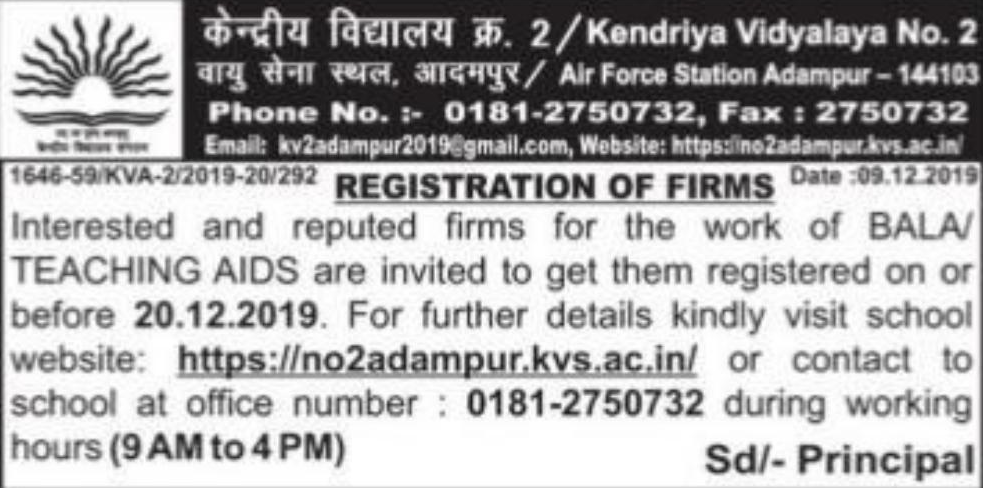 केन्द्रीय विद्यालय क्र. 2/Kendriya Vidyalaya No. 2
वायु सेना स्थल, आदमपुर/ Air Force Station Adampur – 144103
Phone No. :- 0181-2750732, Fax : 2750732
Email: kv2adampur2019@gmail.com, Website: https://no2adampur.kvs.ac.in/
केन्द्रीय विद्यालय संगठन
1646-59/KVA-2/2019-20/292 REGISTRATION OF FIRMS Date :09.12.2019
Interested and reputed firms for the work of BALA/
TEACHING AIDS are invited to get them registered on or
before 20.12.2019. For further details kindly visit school
website: https://no2adampur.kvs.ac.in/ or contact to
school at office number : 0181-2750732 during working
hours (9 AM to 4 PM)
Sd/- Principal